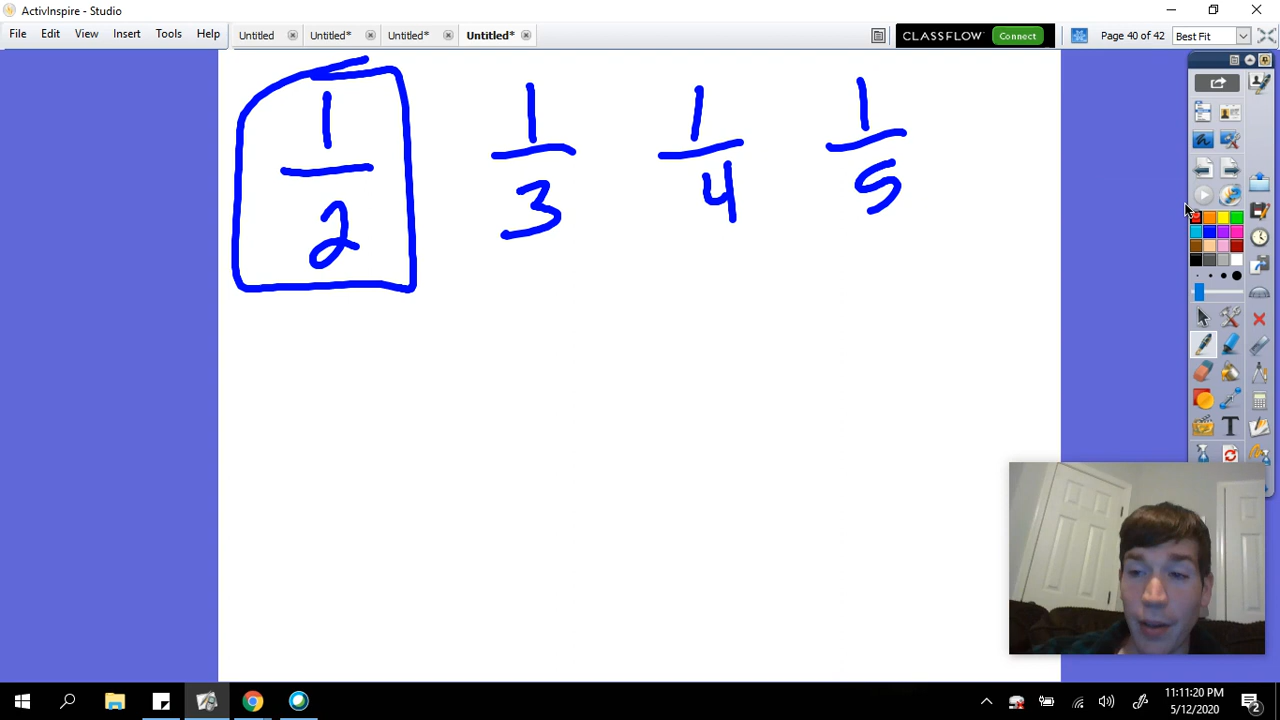 ActivInspire - Studio
File Edit View Insert Tools Help
Untitled Untitled* Untitled* Untitled*
CLASSFLOW Connect
Page 40 of 42
Best Fit
1 1 1 1
2 3 4 5
T
11:11:20 PM
5/12/2020
2